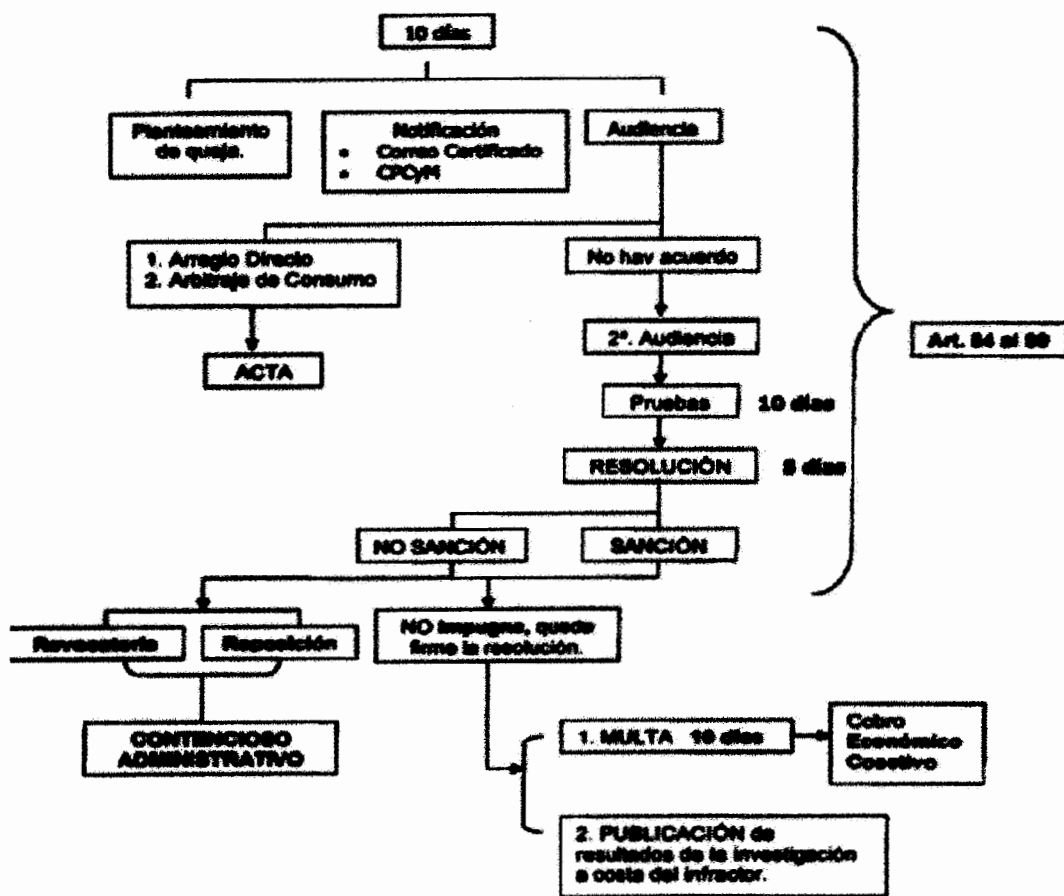 10 días
Planteamiento
de queja.
Notificación
• Correo Certificado
• CPCyM
Audiencia
1. Arreglo Directo
2. Arbitraje de Consumo
No hay acuerdo
ACTA
2ª. Audiencia
Pruebas 10 días
RESOLUCIÓN 5 días
Art. al
NO SANCIÓN
SANCIÓN
Revocatoria
Reposición
NO impugna, queda
firme la resolución.
CONTENCIOSO
ADMINISTRATIVO
1. MULTA 10 días
Cobro
Económico
Coactivo
2. PUBLICACIÓN de
resultados de la investigación
a costa del infractor.